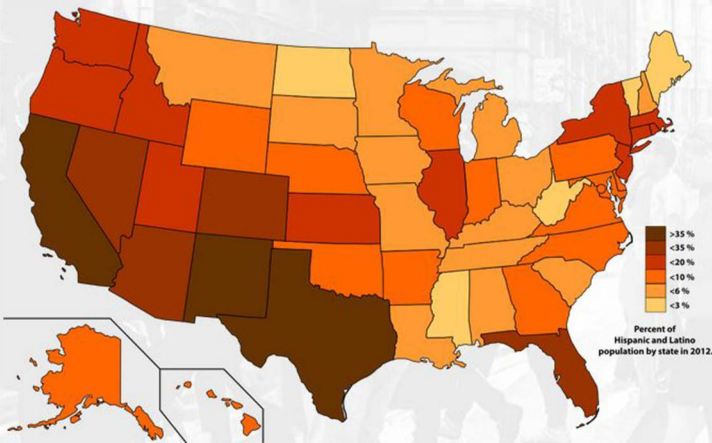 >35 %
<35 %
<20 %
<10 %
<6 %
<3 %
Percent of
Hispanic and Latino
population by state in 2012.